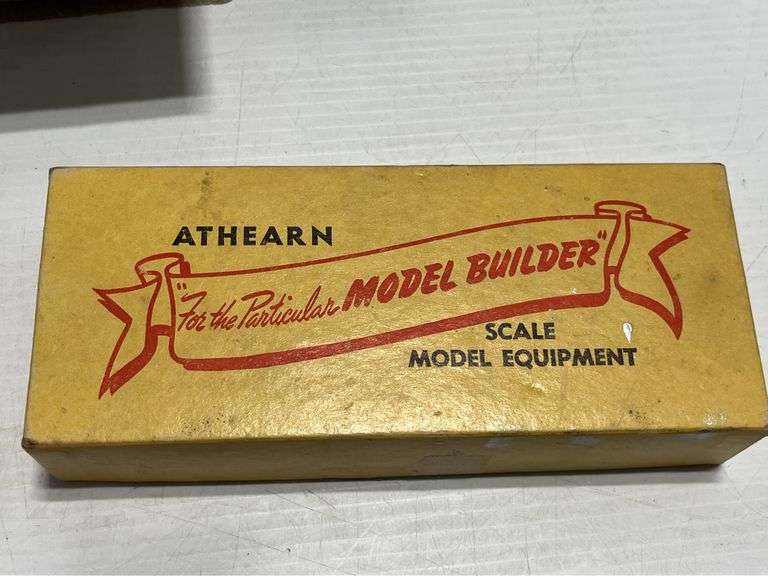 ATHEARN
"For the Particular MODEL BUILDER"
SCALE
MODEL EQUIPMENT